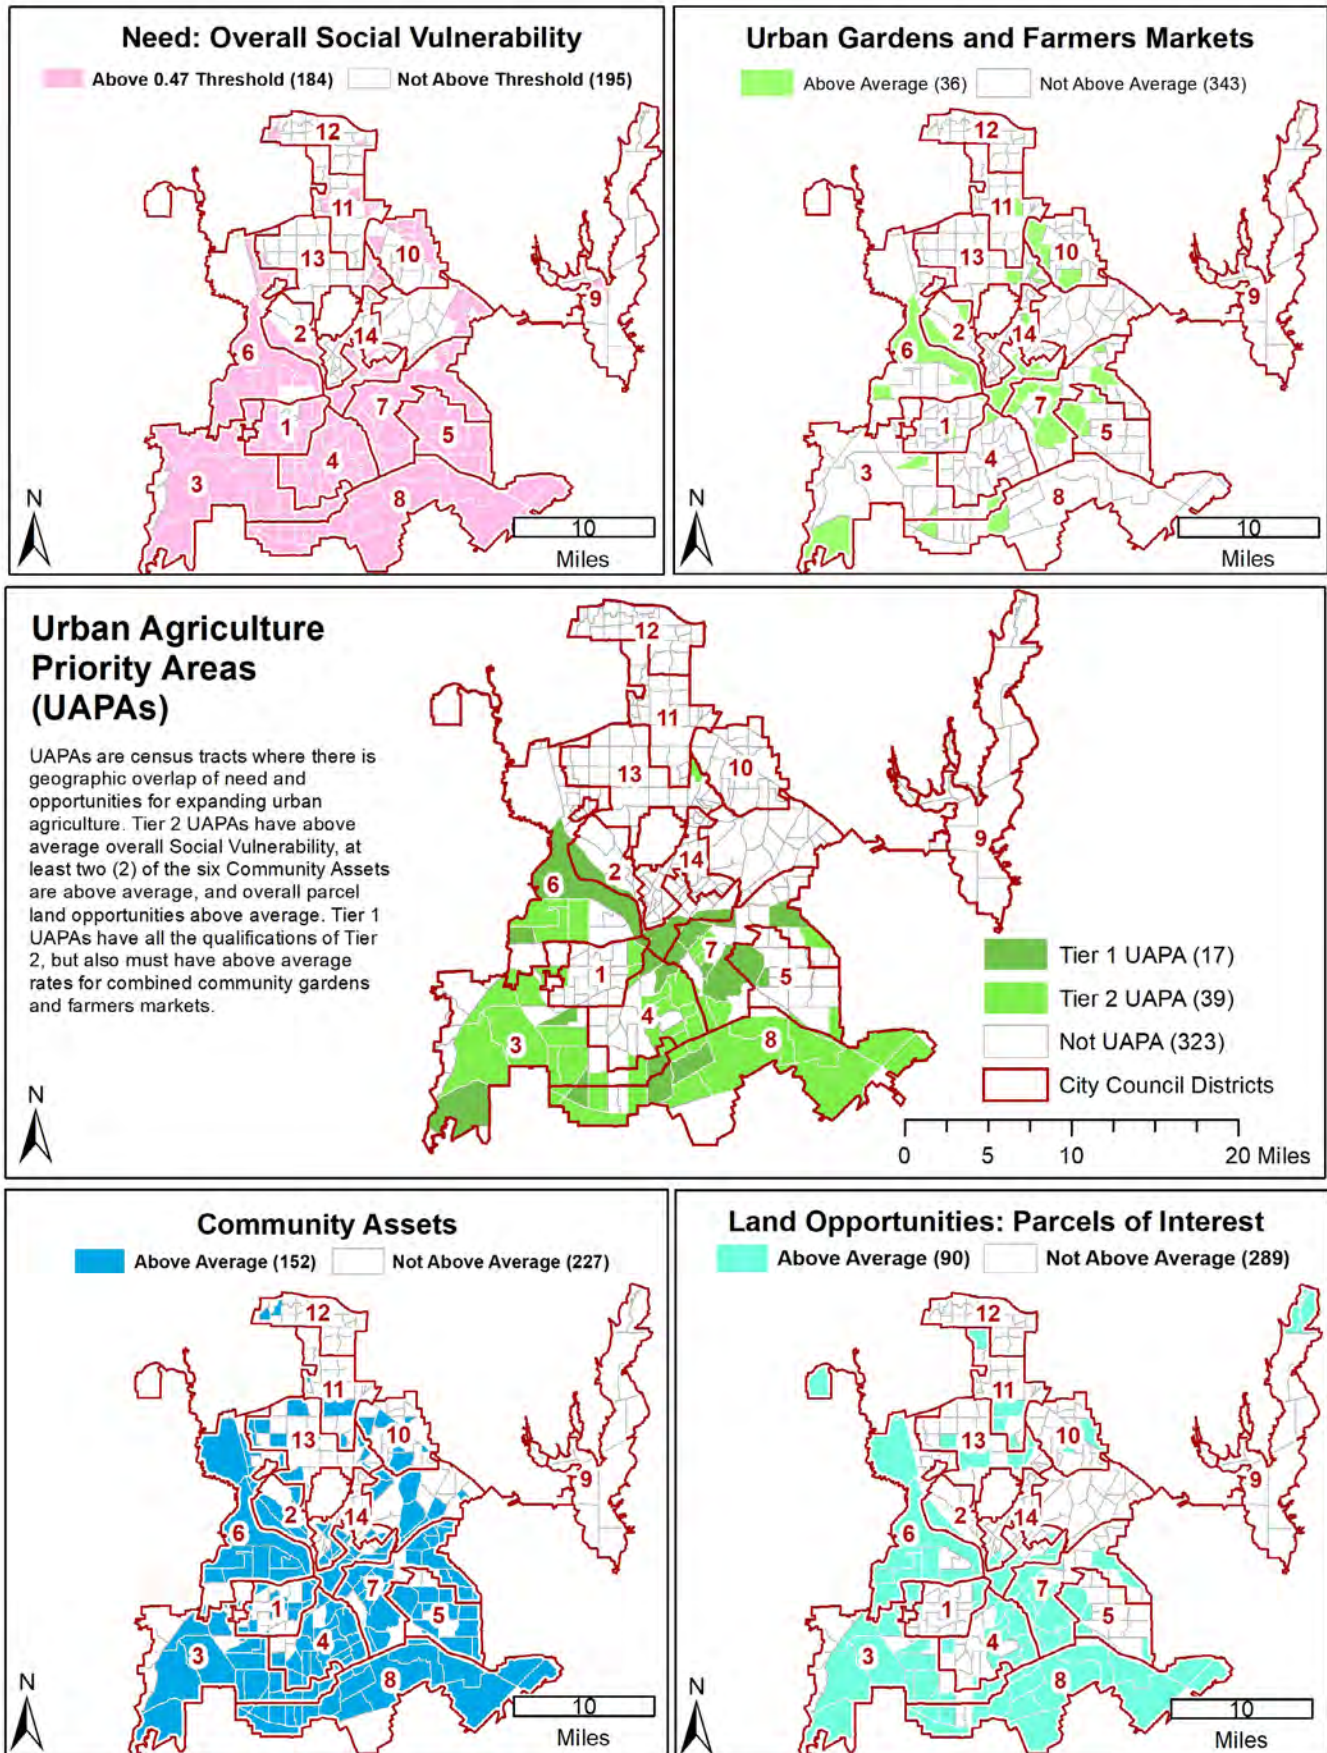 Need: Overall Social Vulnerability
Above 0.47 Threshold (184) Not Above Threshold (195)
12
11
13
10
9
2
14
6
7
1
5
4
3
8
N
10
Miles
Urban Gardens and Farmers Markets
Above Average (36) Not Above Average (343)
12
11
10
13
9
2
14
6
7
1
5
4
3
8
N
10
Miles
Urban Agriculture
Priority Areas
(UAPAs)
UAPAs are census tracts where there is
geographic overlap of need and
opportunities for expanding urban
agriculture. Tier 2 UAPAs have above
average overall Social Vulnerability, at
least two (2) of the six Community Assets
are above average, and overall parcel
land opportunities above average. Tier 1
UAPAs have all the qualifications of Tier
2, but also must have above average
rates for combined community gardens
and farmers markets.
N
12
11
13
10
9
14
2
6
7
1
5
4
3
8
Tier 1 UAPA (17)
Tier 2 UAPA (39)
Not UAPA (323)
City Council Districts
0 5 10 20 Miles
Community Assets
Above Average (152) Not Above Average (227)
12
11
13
10
9
2
14
6
7
1
5
4
3
8
N
10
Miles
Land Opportunities: Parcels of Interest
Above Average (90) Not Above Average (289)
12
11
13
10
9
2
14
6
7
1
5
4
3
8
N
10
Miles